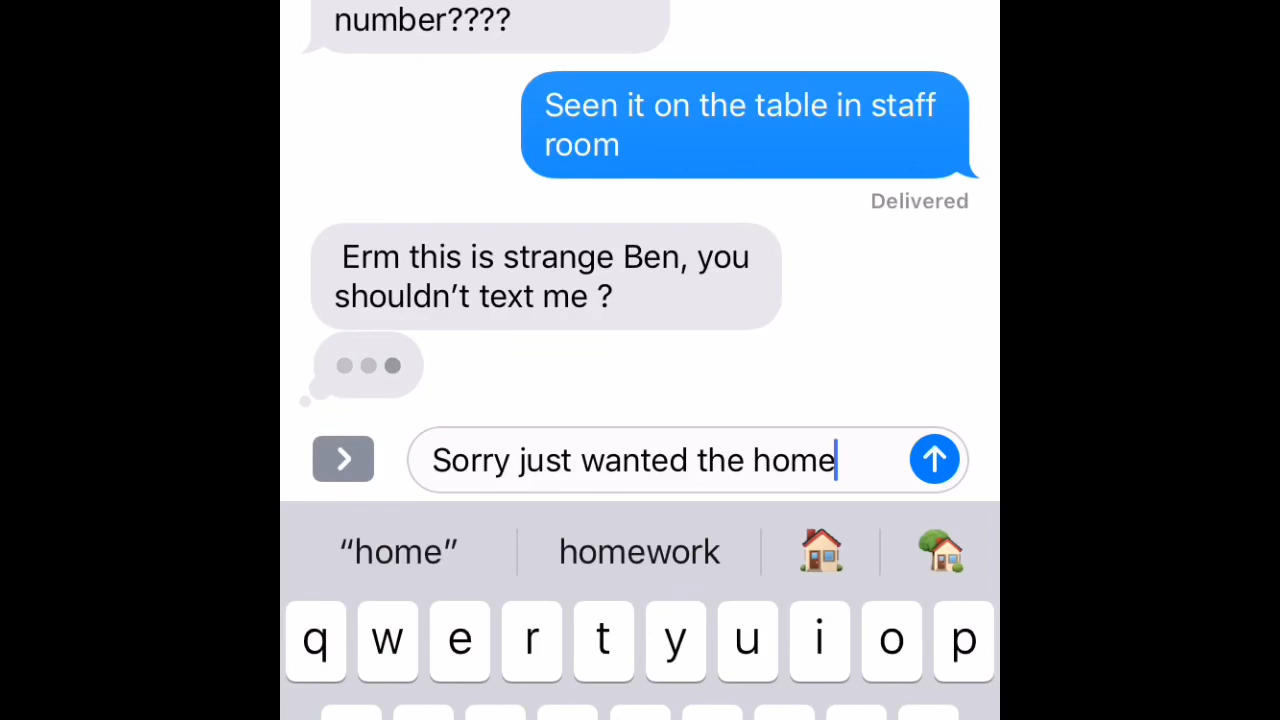 number????
Seen it on the table in staff
room
Delivered
Erm this is strange Ben, you
shouldn’t text me ?
Sorry just wanted the home
“home” homework
q w e r t y u i o p